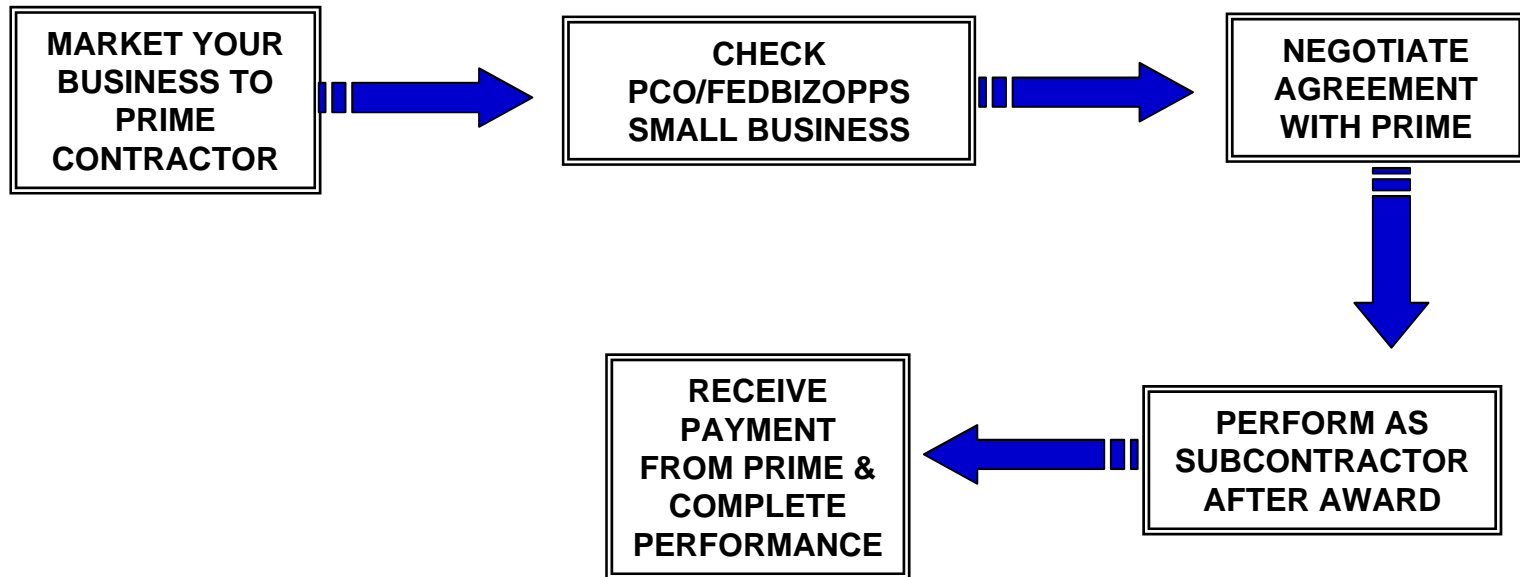 MARKET YOUR
BUSINESS TO
PRIME
CONTRACTOR
CHECK
PCO/FEDBIZOPPS
SMALL BUSINESS
NEGOTIATE
AGREEMENT
WITH PRIME
PERFORM AS
SUBCONTRACTOR
AFTER AWARD
RECEIVE
PAYMENT
FROM PRIME &
COMPLETE
PERFORMANCE